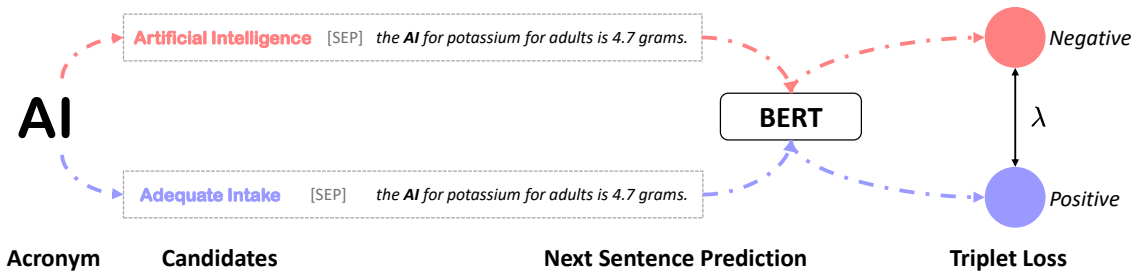 Artificial Intelligence [SEP] the AI for potassium for adults is 4.7 grams.
Negative
AI
BERT
λ
Adequate Intake [SEP] the AI for potassium for adults is 4.7 grams.
Positive
Acronym Candidates Next Sentence Prediction Triplet Loss